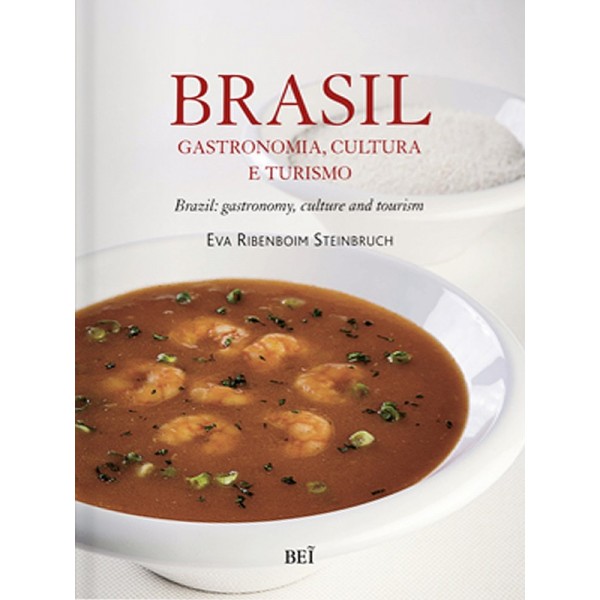 BRASIL
GASTRONOMIA, CULTURA
E TURISMO
Brazil: gastronomy, culture and tourism
EVA RIBENBOIM STEINBRUCH
BEĨ